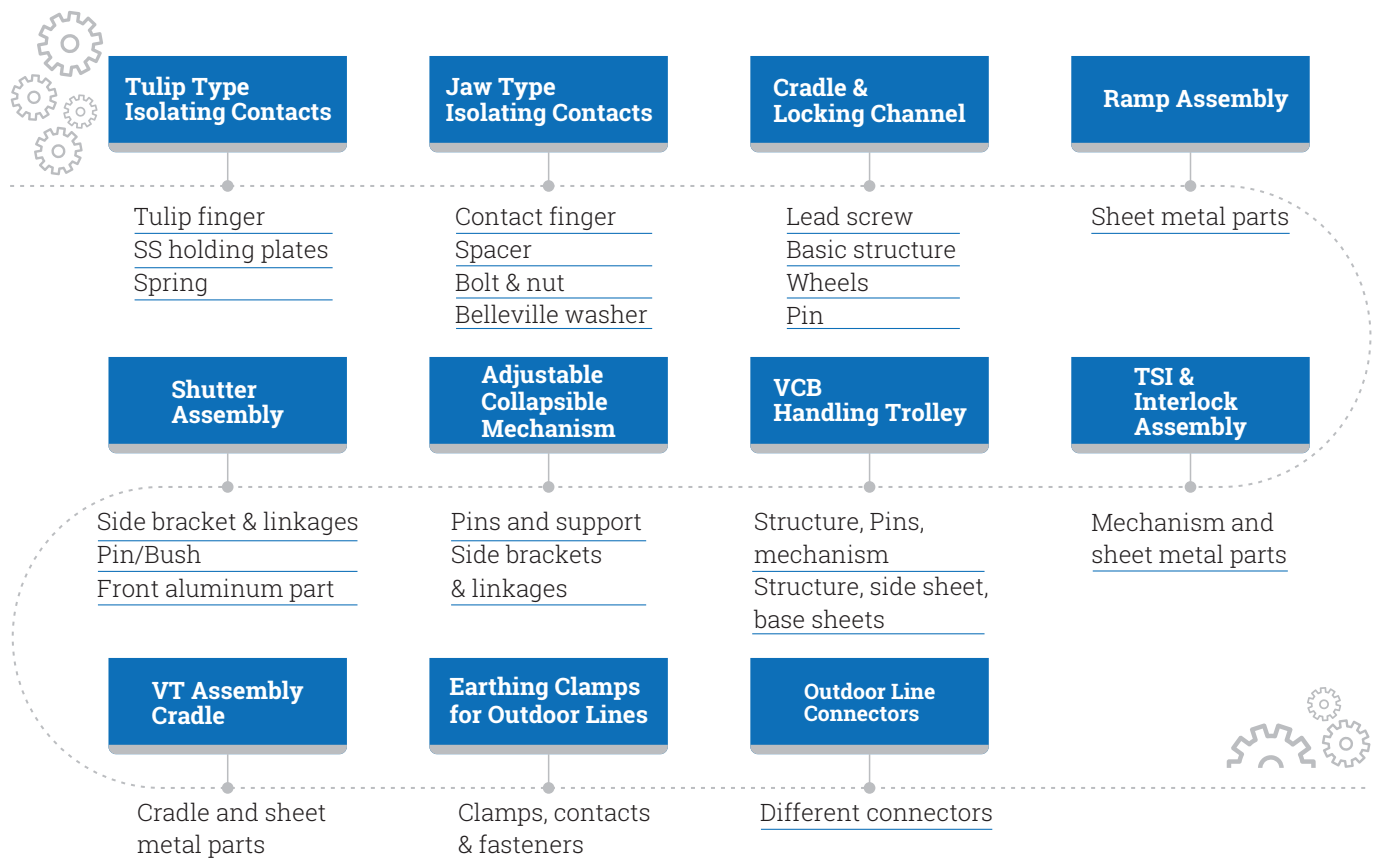 Tulip Type
Isolating Contacts
Jaw Type
Isolating Contacts
Cradle &
Locking Channel
Ramp Assembly
Tulip finger
SS holding plates
Spring
Contact finger
Spacer
Bolt & nut
Belleville washer
Lead screw
Basic structure
Wheels
Pin
Sheet metal parts
Shutter
Assembly
Adjustable
Collapsible
Mechanism
VCB
Handling Trolley
TSI &
Interlock
Assembly
Side bracket & linkages
Pin/Bush
Front aluminum part
Pins and support
Side brackets
& linkages
Structure, Pins,
mechanism
Structure, side sheet,
base sheets
Mechanism and
sheet metal parts
VT Assembly
Cradle
Earthing Clamps
for Outdoor Lines
Outdoor Line
Connectors
Cradle and sheet
metal parts
Clamps, contacts
& fasteners
Different connectors